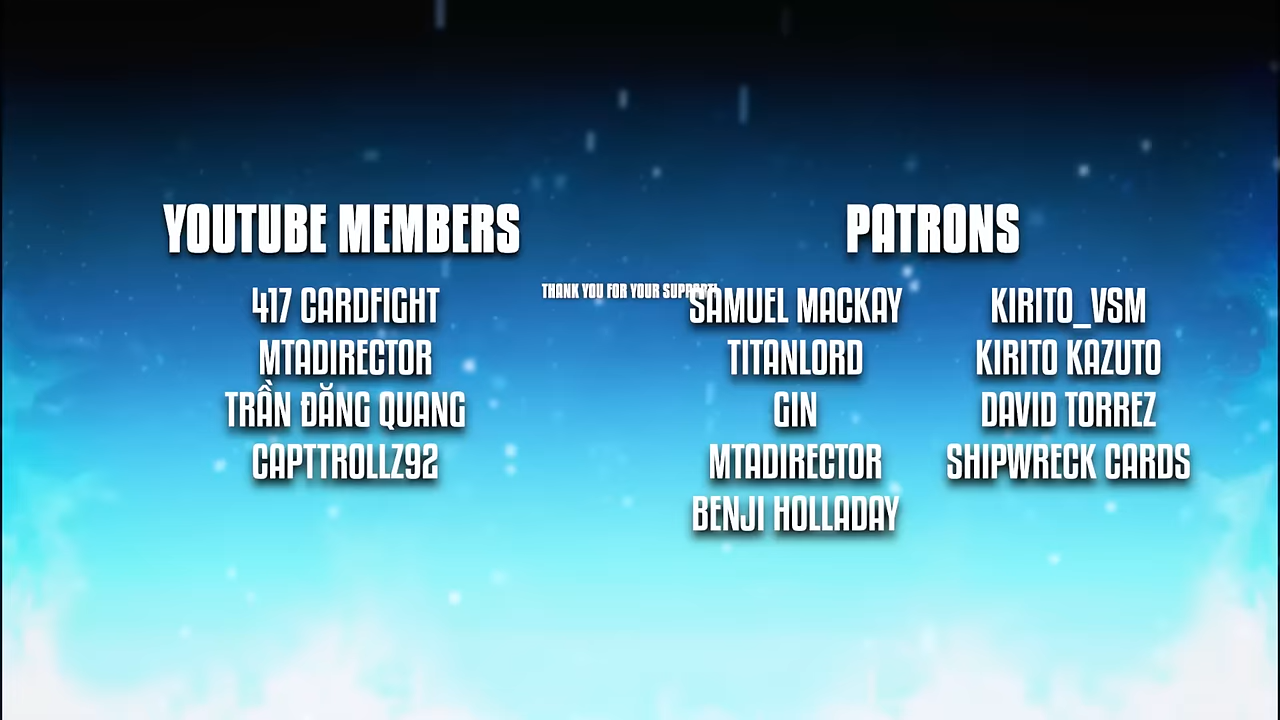 YOUTUBE MEMBERS
417 CARDFIGHT
MTADIRECTOR
TRẦN ĐĂNG QUANG
CAPTTROLLZ92
THANK YOU FOR YOUR SUPPORT!
PATRONS
SAMUEL MACKAY
TITANLORD
GIN
MTADIRECTOR
BENJI HOLLADAY
KIRITO_VSM
KIRITO KAZUTO
DAVID TORREZ
SHIPWRECK CARDS